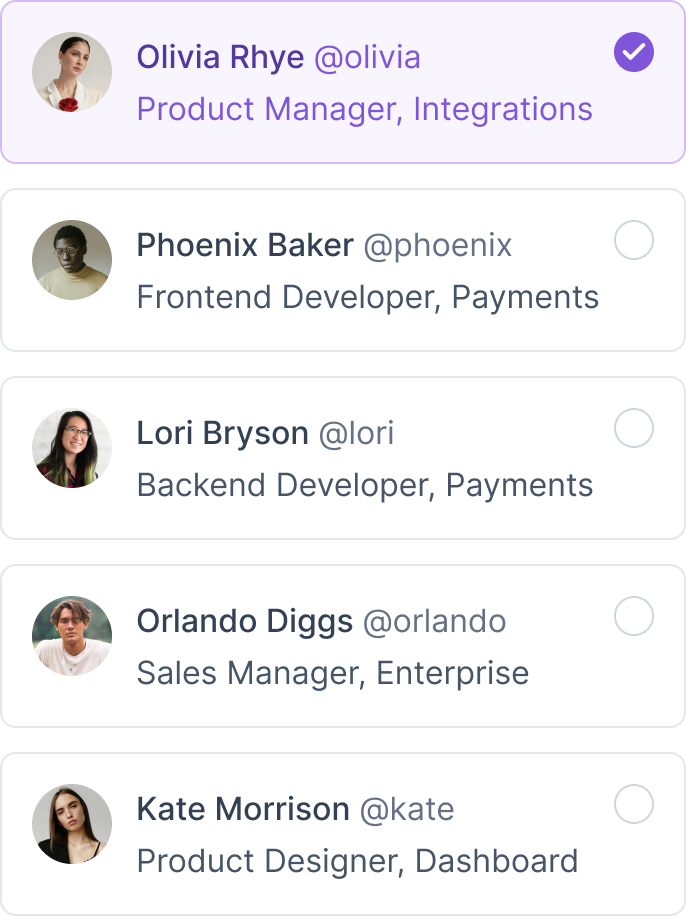 Olivia Rhye @olivia
Product Manager, Integrations
Phoenix Baker @phoenix
Frontend Developer, Payments
Lori Bryson @lori
Backend Developer, Payments
Orlando Diggs @orlando
Sales Manager, Enterprise
Kate Morrison @kate
Product Designer, Dashboard